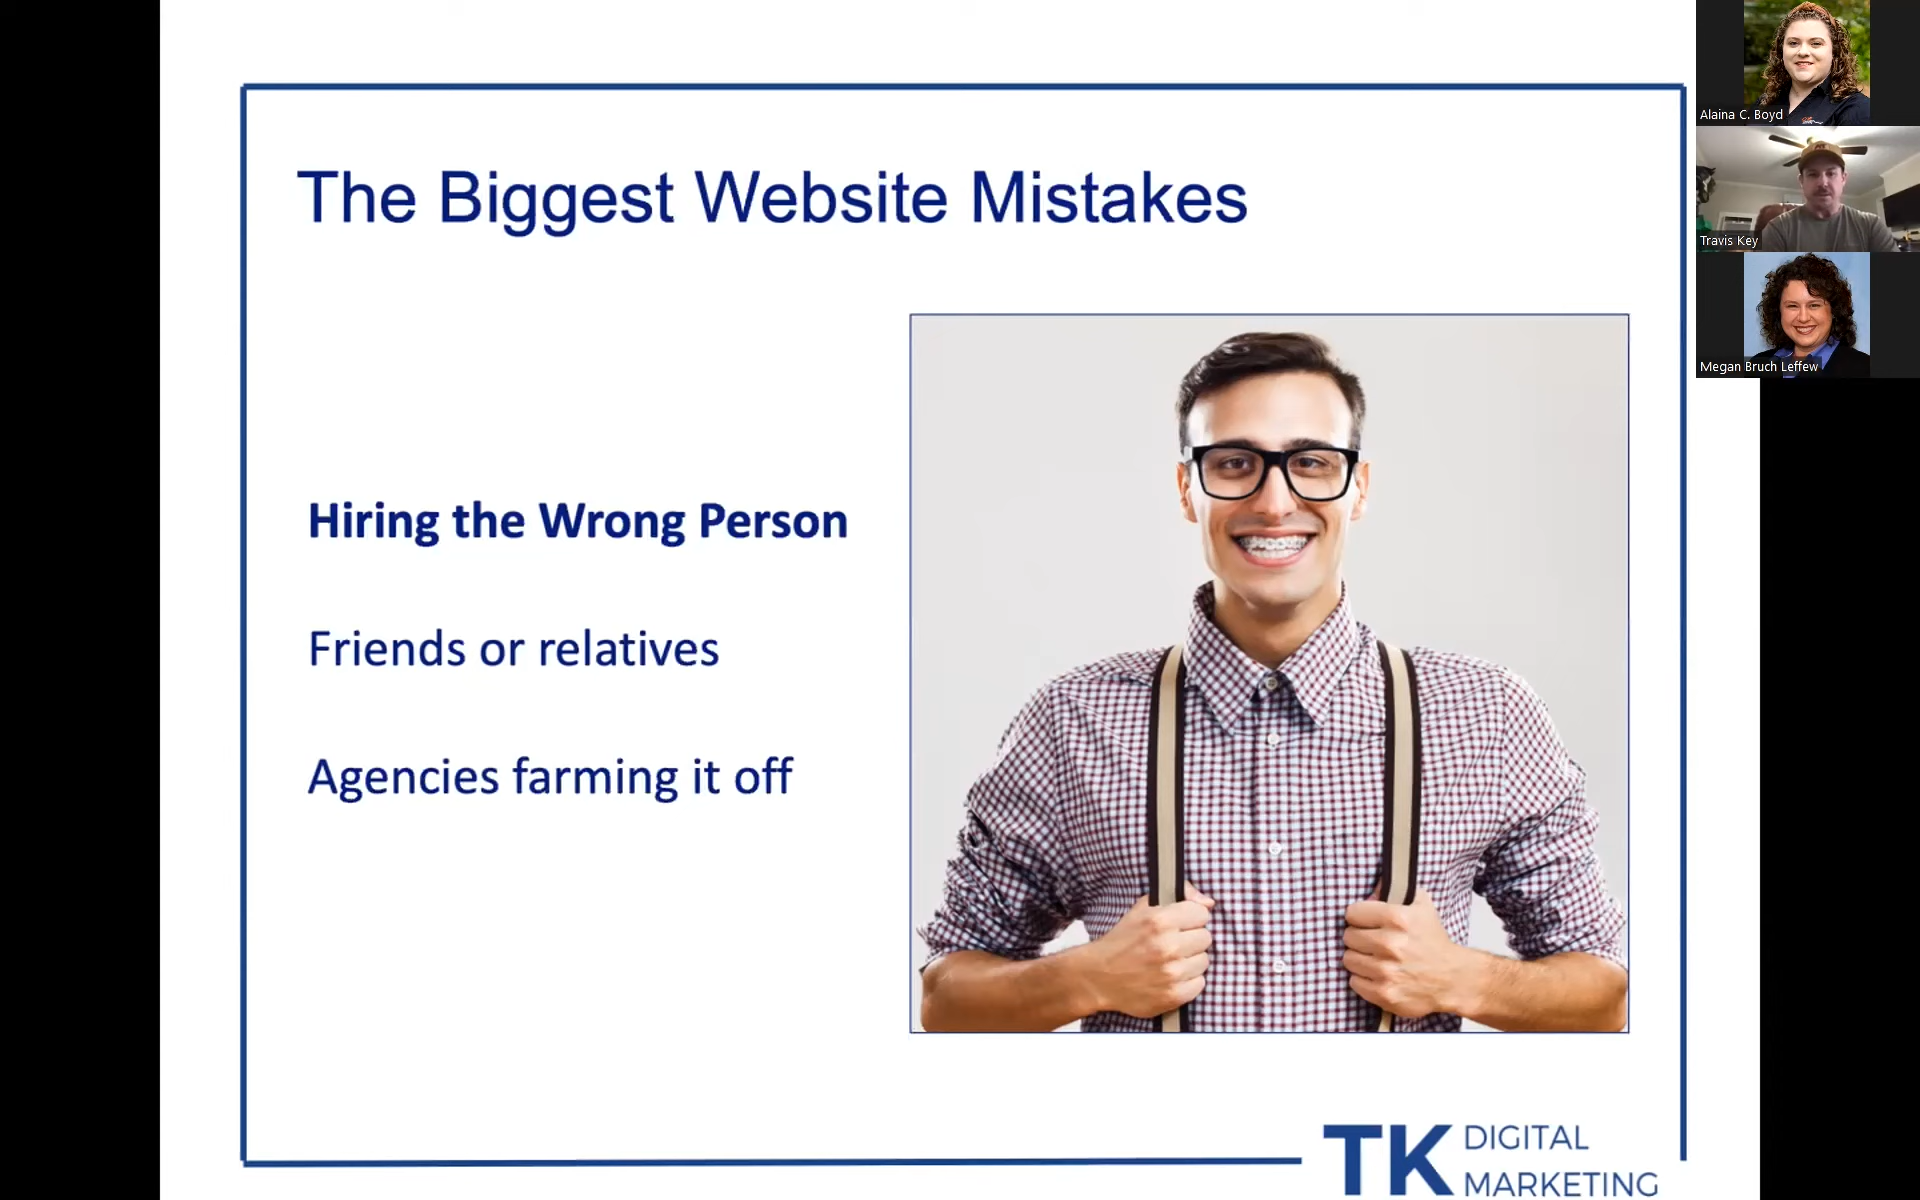 The Biggest Website Mistakes
Hiring the Wrong Person
Friends or relatives
Agencies farming it off
TK DIGITAL
MARKETING
Alaina C. Boyd
Travis Key
Megan Bruch Leffew